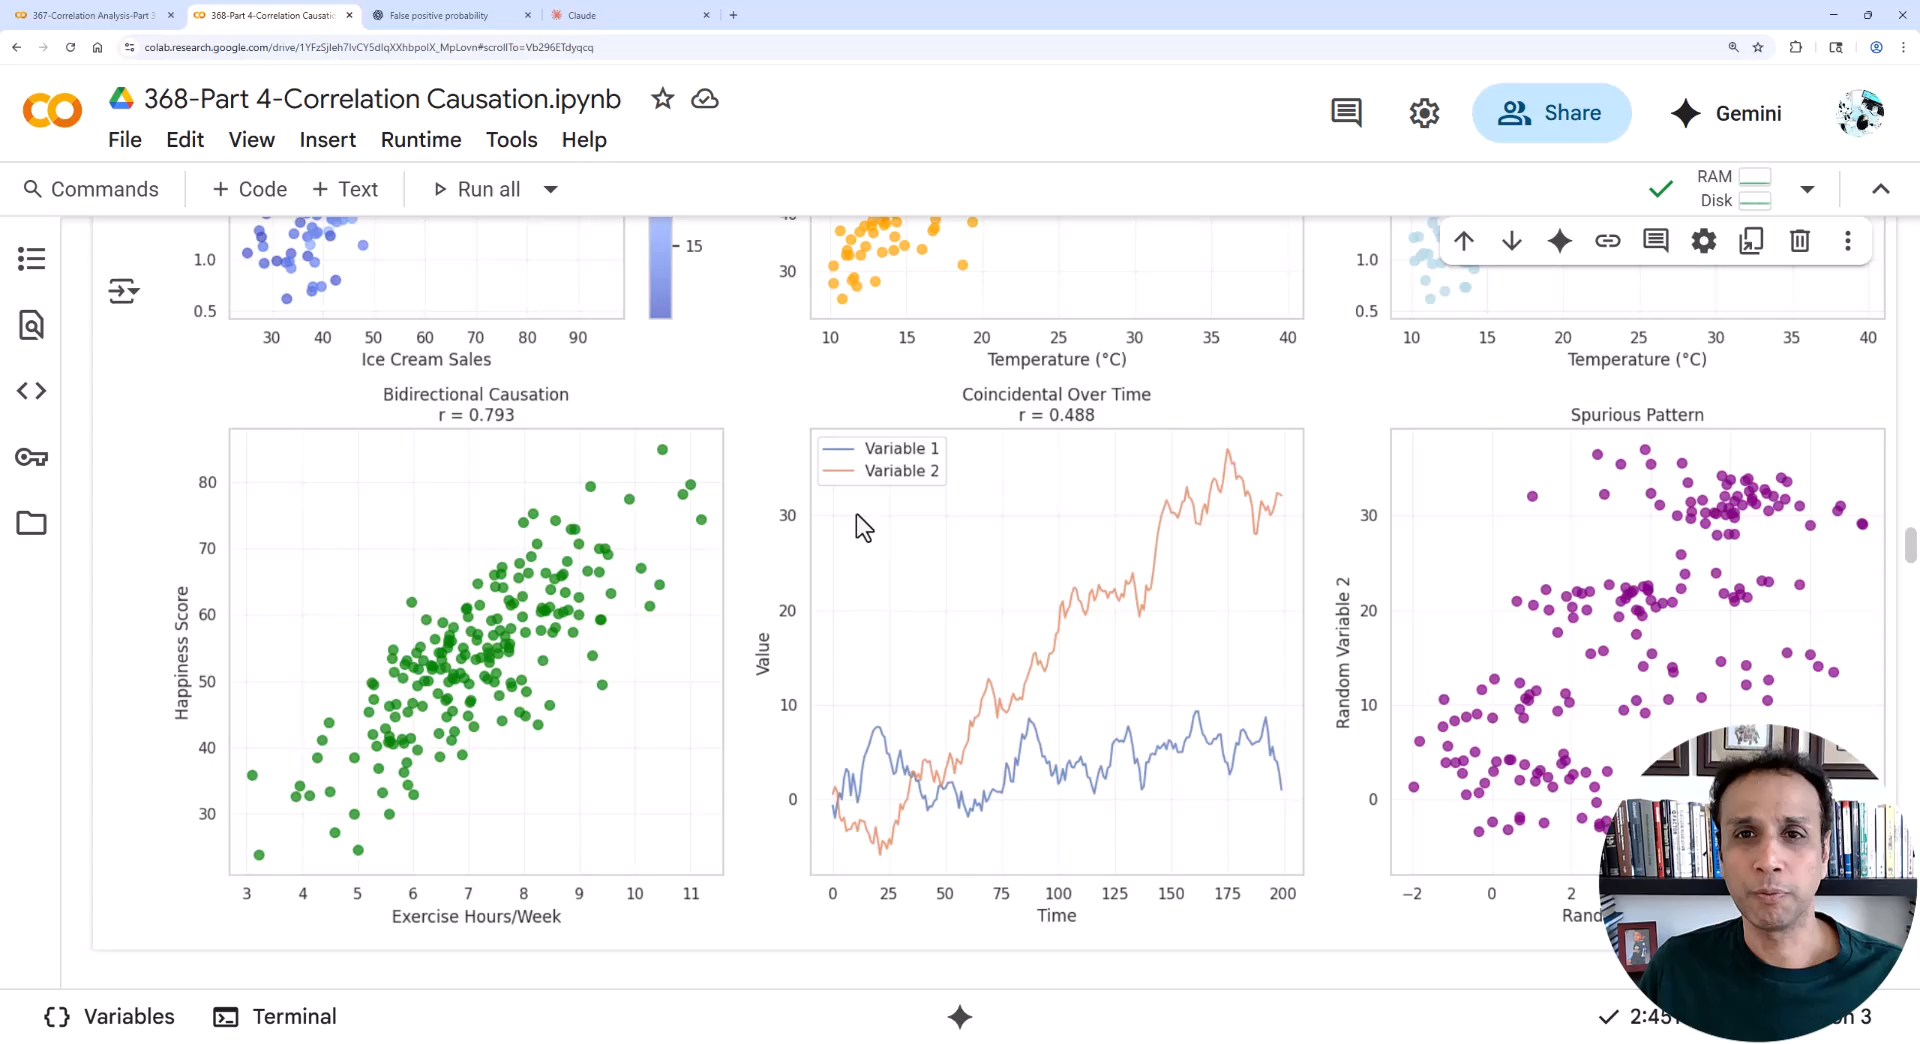 367-Correlation Analysis-Part 3
368-Part 4-Correlation Causatio
False positive probability
Claude
colab.research.google.com/drive/1YFzSjIeh7IvCY5dlqXXhbpoIX_MpLovn#scrollTo=Vb296ETdyqcq
368-Part 4-Correlation Causation.ipynb
Share
Gemini
File Edit View Insert Runtime Tools Help
Commands
+ Code
+ Text
Run all
RAM
Disk
1.0
0.5
15
30 40 50 60 70 80 90
Ice Cream Sales
30
10 15 20 25 30 35 40
Temperature (°C)
1.0
0.5
10 15 20 25 30 35 40
Temperature (°C)
Bidirectional Causation
r = 0.793
80
70
60
50
40
30
Happiness Score
3 4 5 6 7 8 9 10 11
Exercise Hours/Week
Coincidental Over Time
r = 0.488
Variable 1
Variable 2
30
20
10
0
Value
0 25 50 75 100 125 150 175 200
Time
Spurious Pattern
30
20
10
0
Random Variable 2
−2 0 2
Variables
Terminal